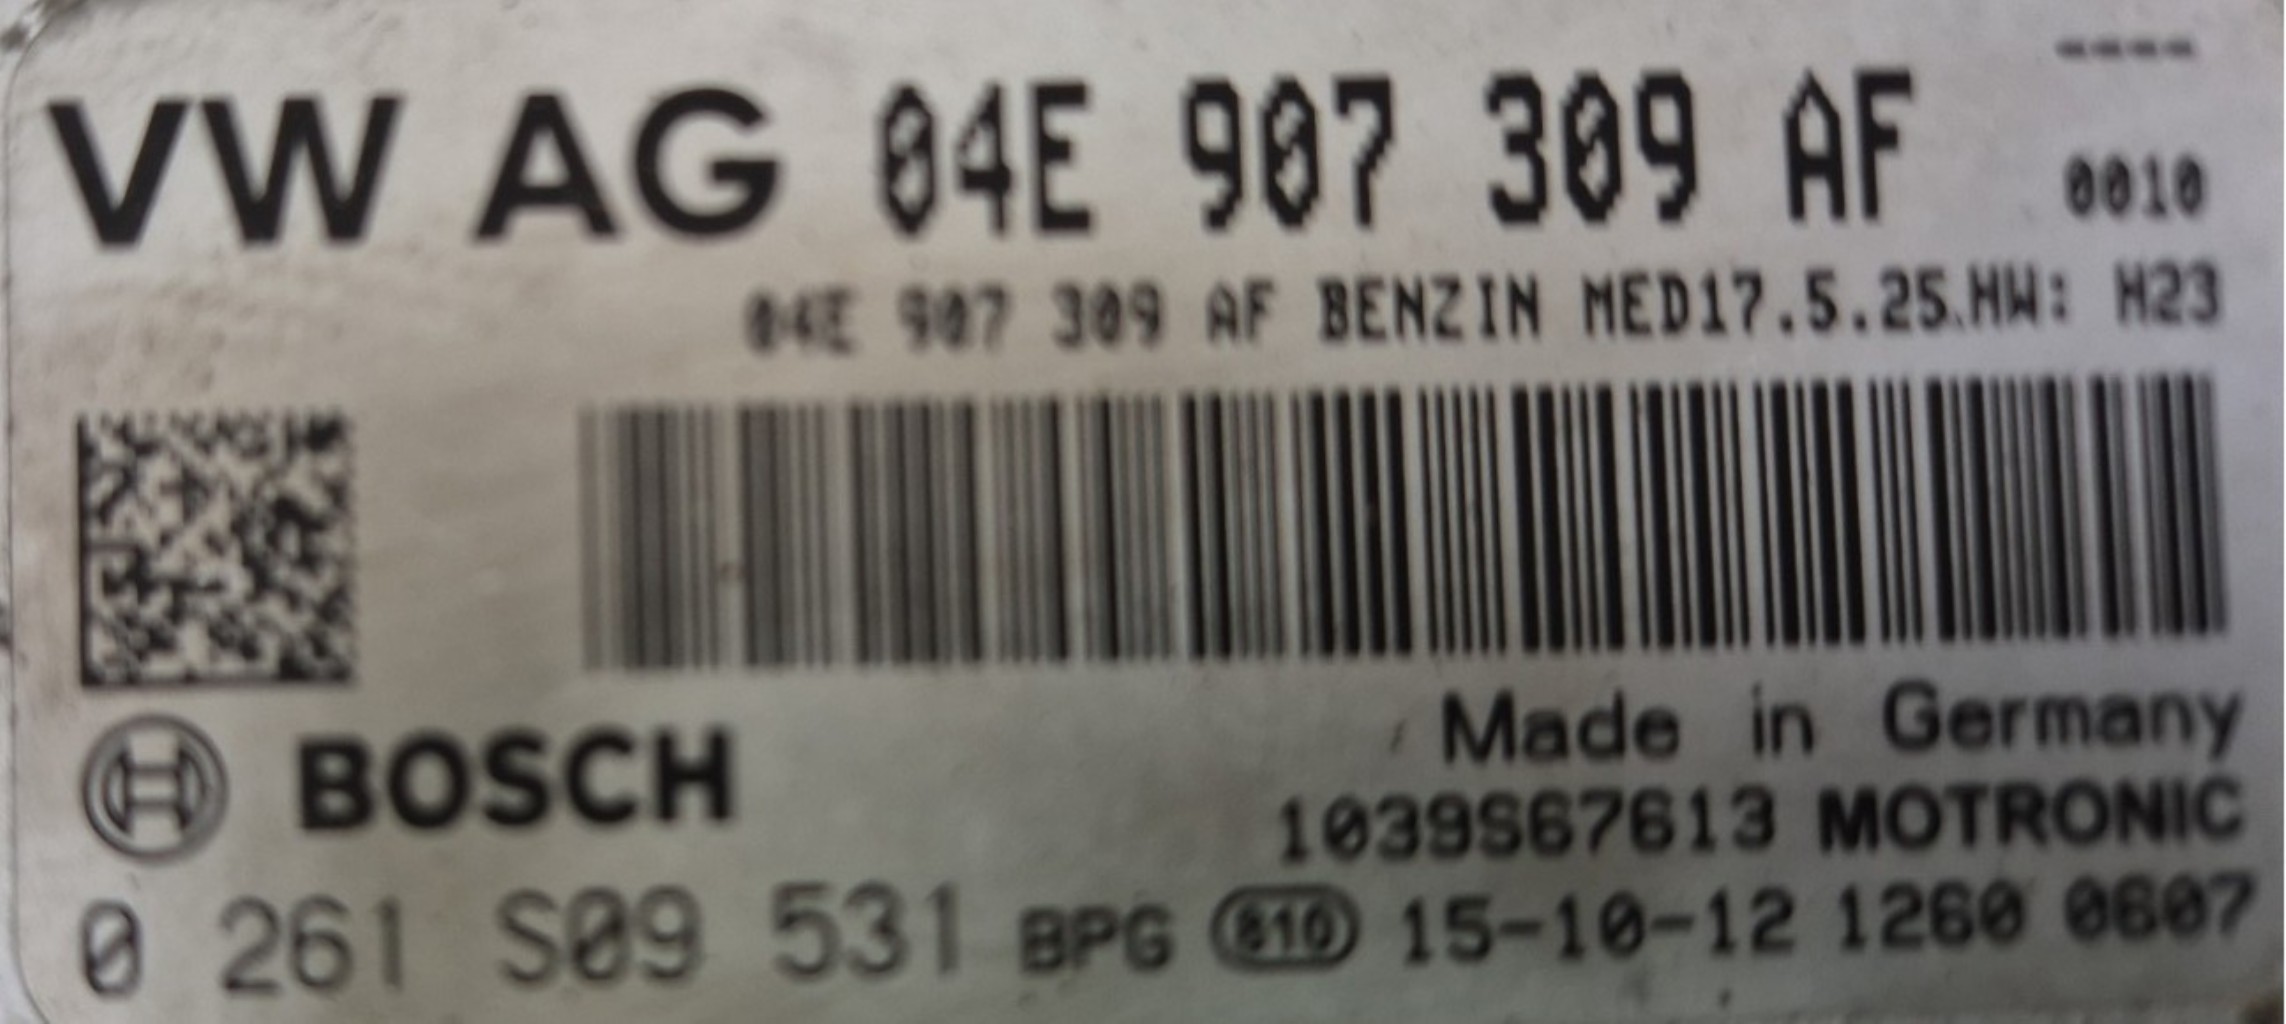 ----
VW AG 04E 907 309 AF 0010
04E 907 309 AF BENZIN MED17.5.25.HW: H23
Made in Germany
BOSCH 1039S67613 MOTRONIC
0 261 S09 531 BPG 810 15-10-12 1260 0607